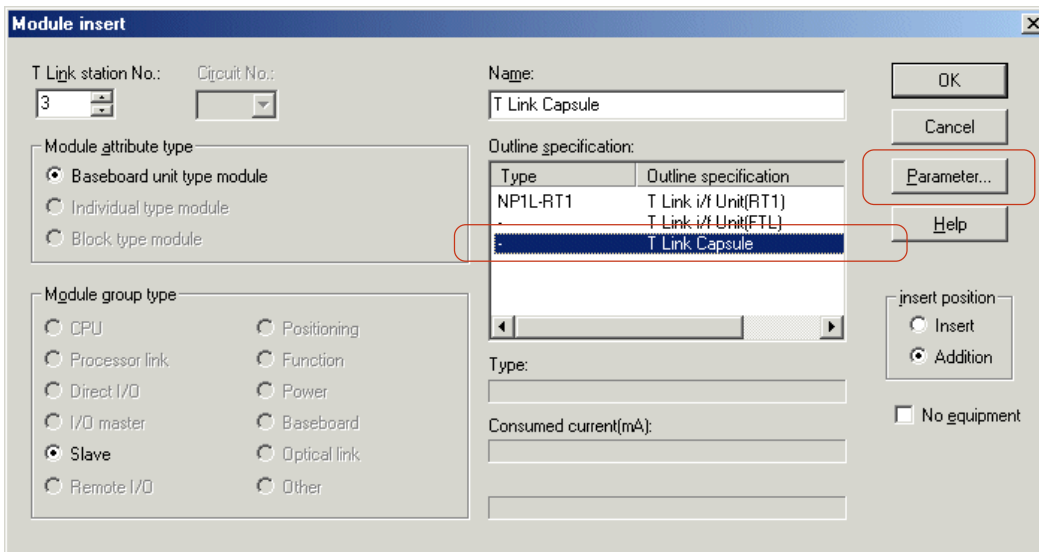 Module insert
T Link station No.:
Circuit No.:
3
Module attribute type
Baseboard unit type module
Individual type module
Block type module
Module group type
CPU
Positioning
Processor link
Function
Direct I/O
Power
I/O master
Baseboard
Slave
Optical link
Remote I/O
Other
Name:
T Link Capsule
Outline specification:
Type Outline specification
NP1L-RT1 T Link i/f Unit(RT1)
- T Link i/f Unit(FTL)
- T Link Capsule
Type:
Consumed current(mA):
OK
Cancel
Parameter...
Help
insert position
Insert
Addition
No equipment